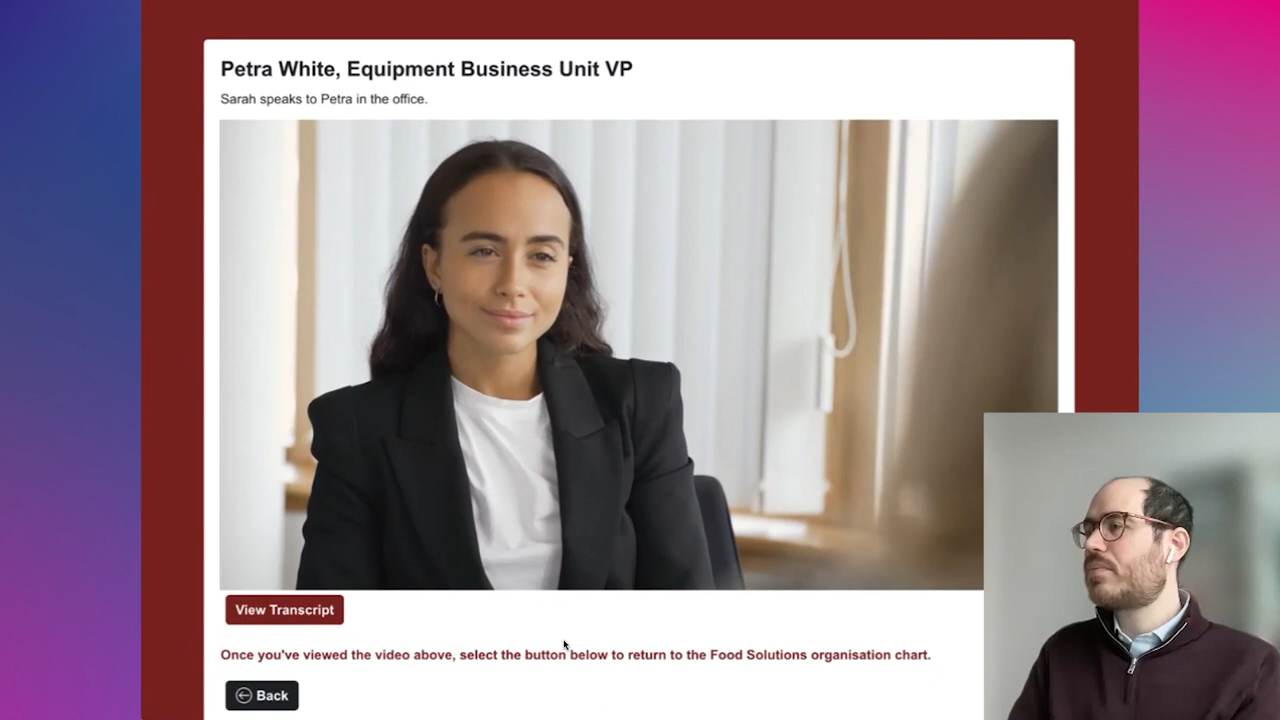 Petra White, Equipment Business Unit VP
Sarah speaks to Petra in the office.
View Transcript
Once you've viewed the video above, select the button below to return to the Food Solutions organisation chart.
Back